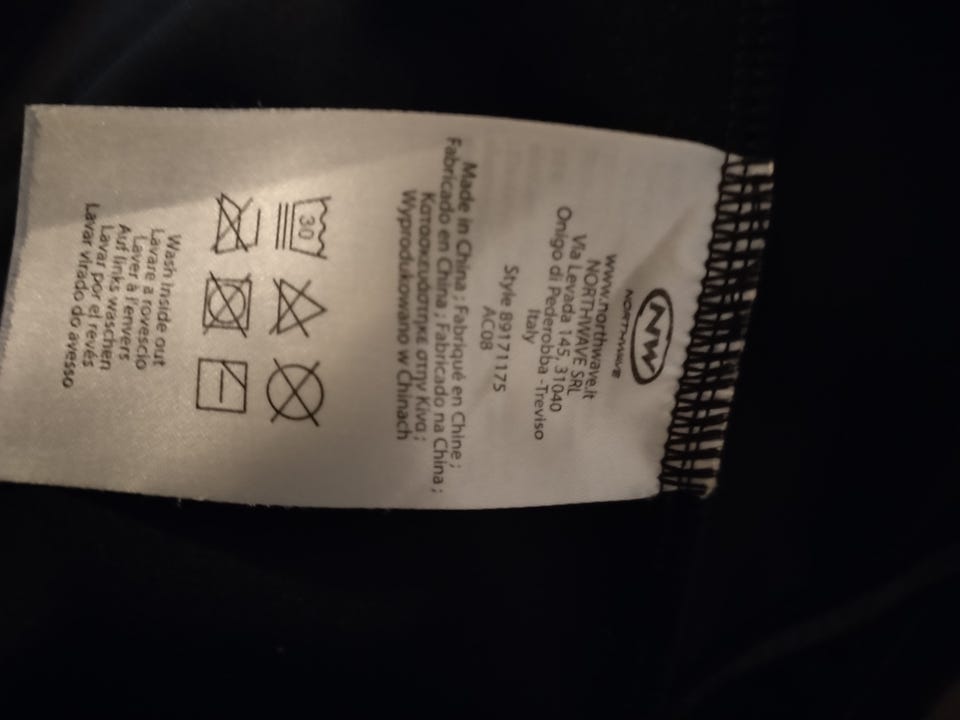 NW
NORTHWAVE
www.northwave.it
NORTHWAVE SRL
Via Levada 145, 31040
Onigo di Pederobba -Treviso
Italy
Style 89171175
AC08
Made in China ; Fabriqué en Chine ;
Fabricado en China ; Fabricado na China ;
Κατασκευάστηκε στην Κίνα ;
Wyprodukowano w Chinach
30
Wash inside out
Lavare a rovescio
Laver à l'envers
Auf links waschen
Lavar por el revés
Lavar virado do avesso